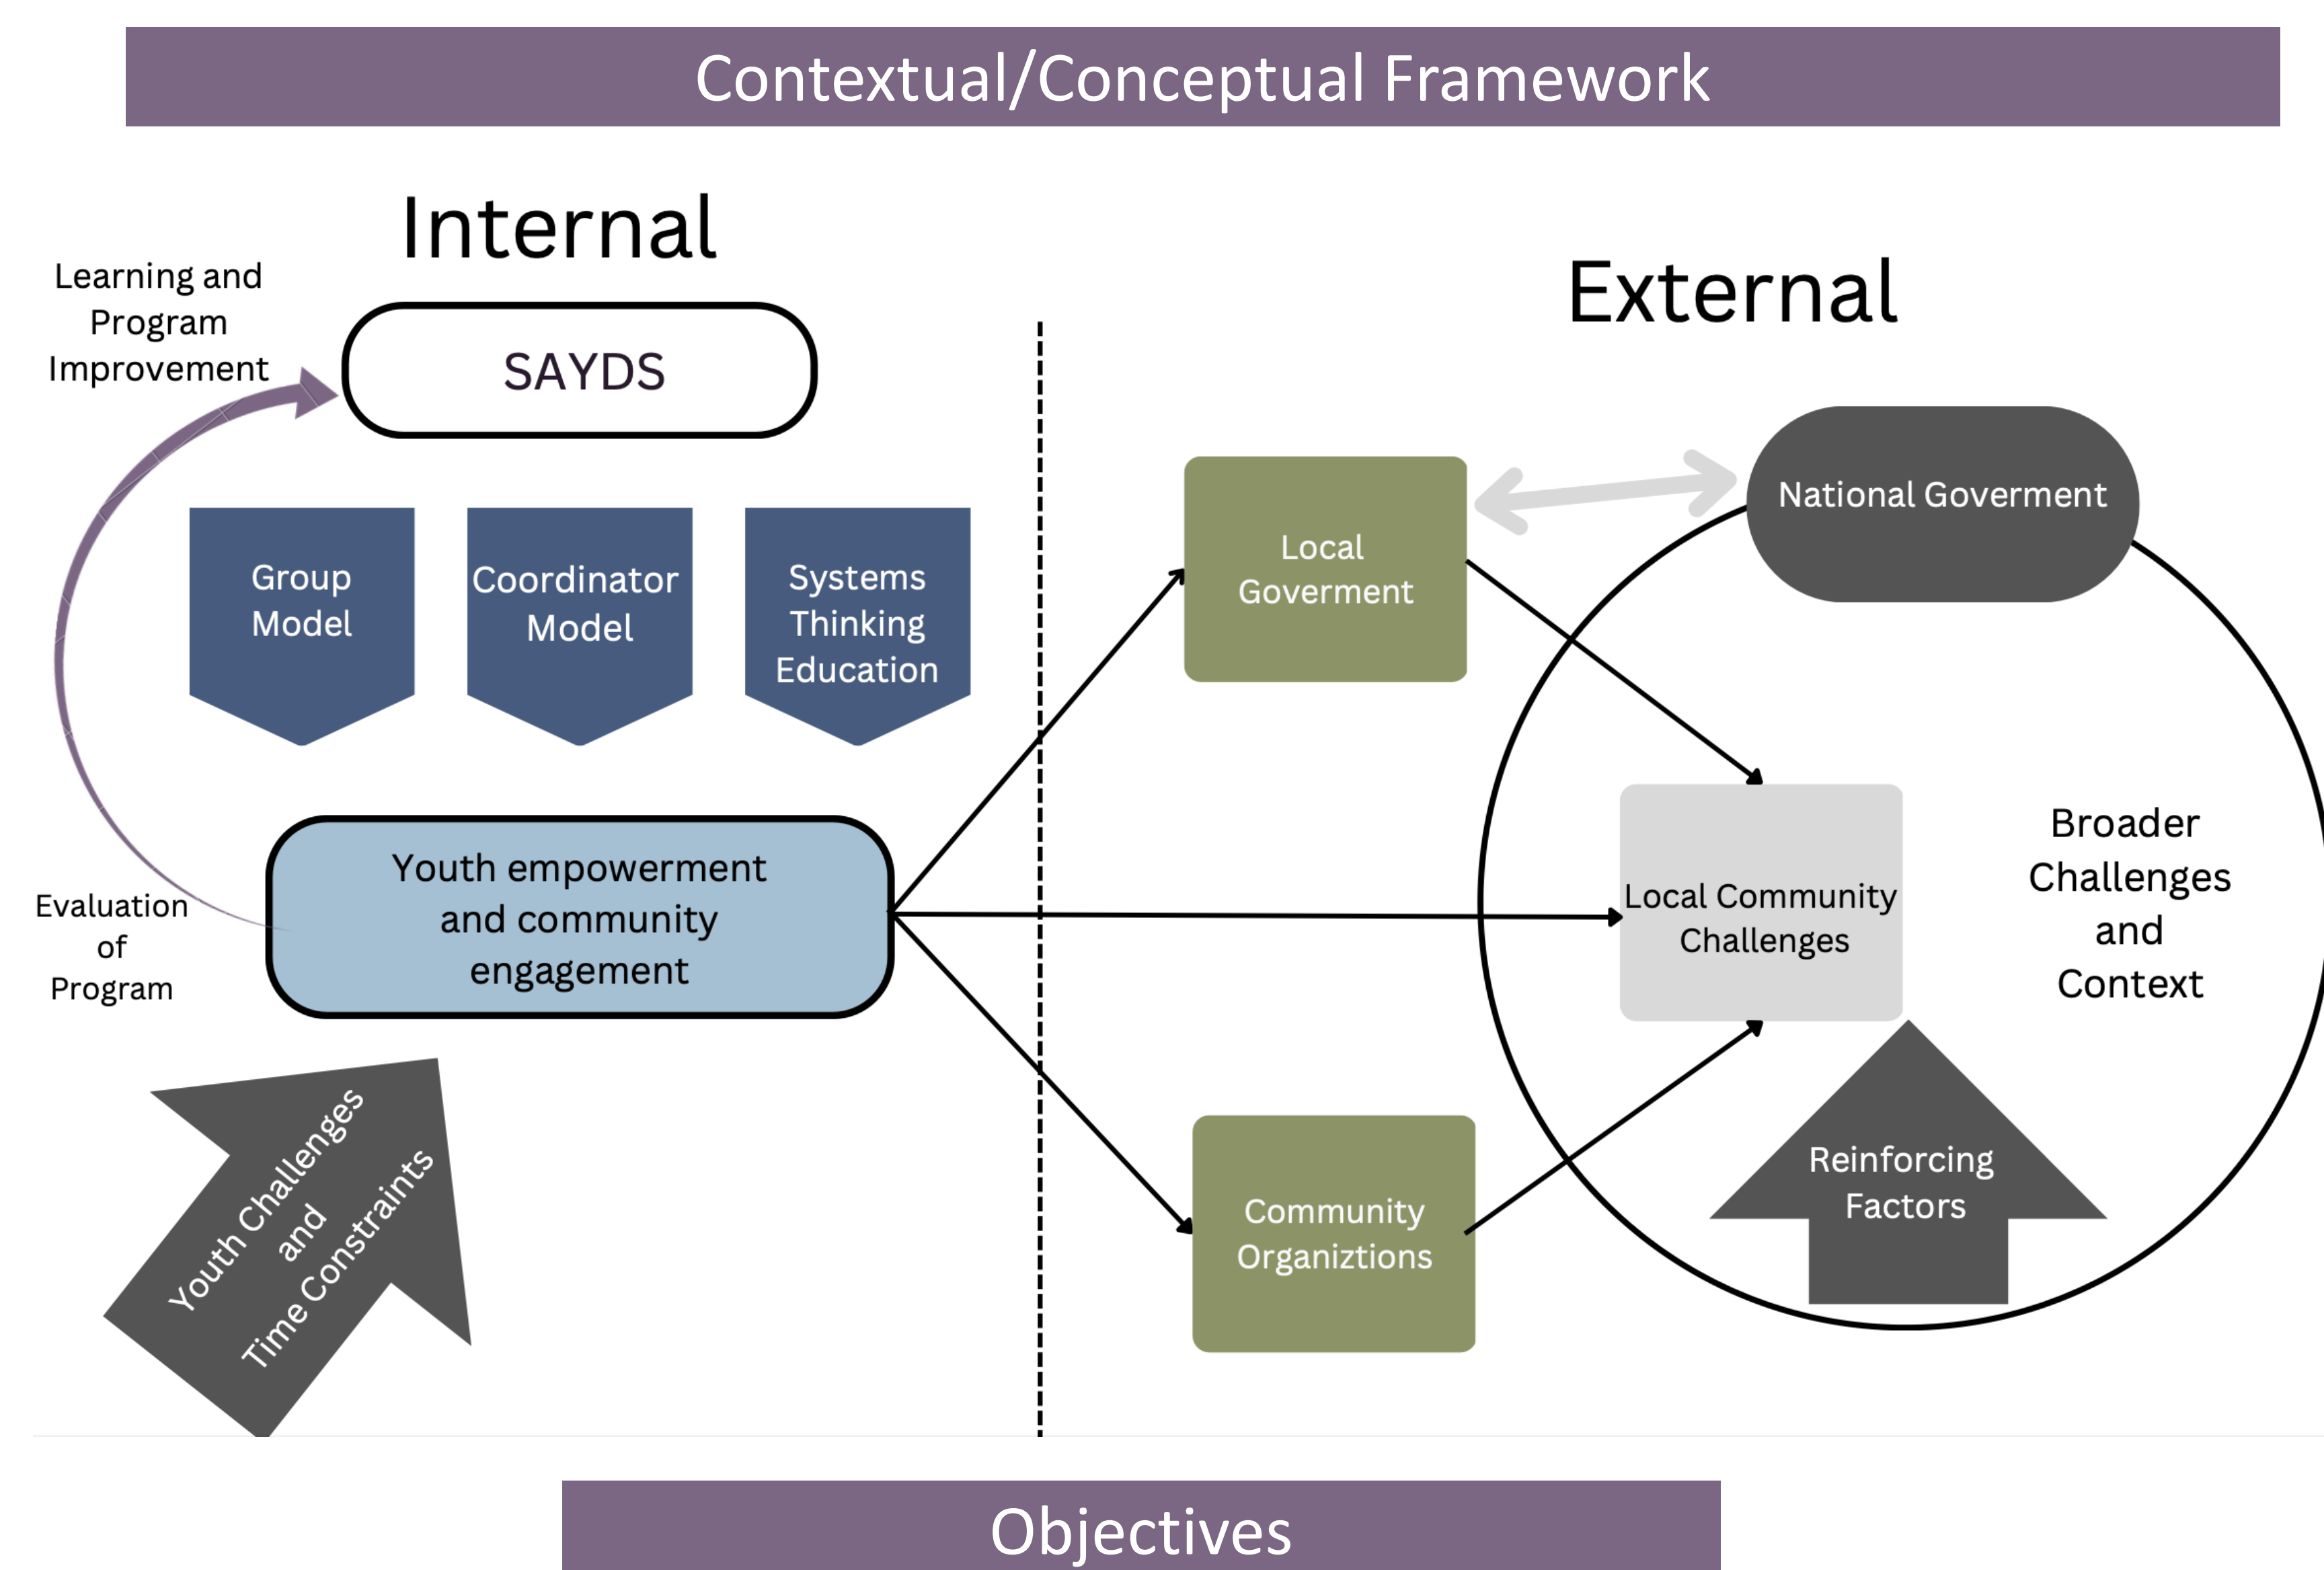 Contextual/Conceptual Framework
Internal
External
Learning and
Program
Improvement
SAYDS
Group
Model
Coordinator
Model
Systems
Thinking
Education
Local
Goverment
National Goverment
Youth empowerment
and community
engagement
Evaluation
of
Program
Local Community
Challenges
Broader
Challenges
and
Context
Youth Challenges
and
Time Constraints
Community
Organiztions
Reinforcing
Factors
Objectives